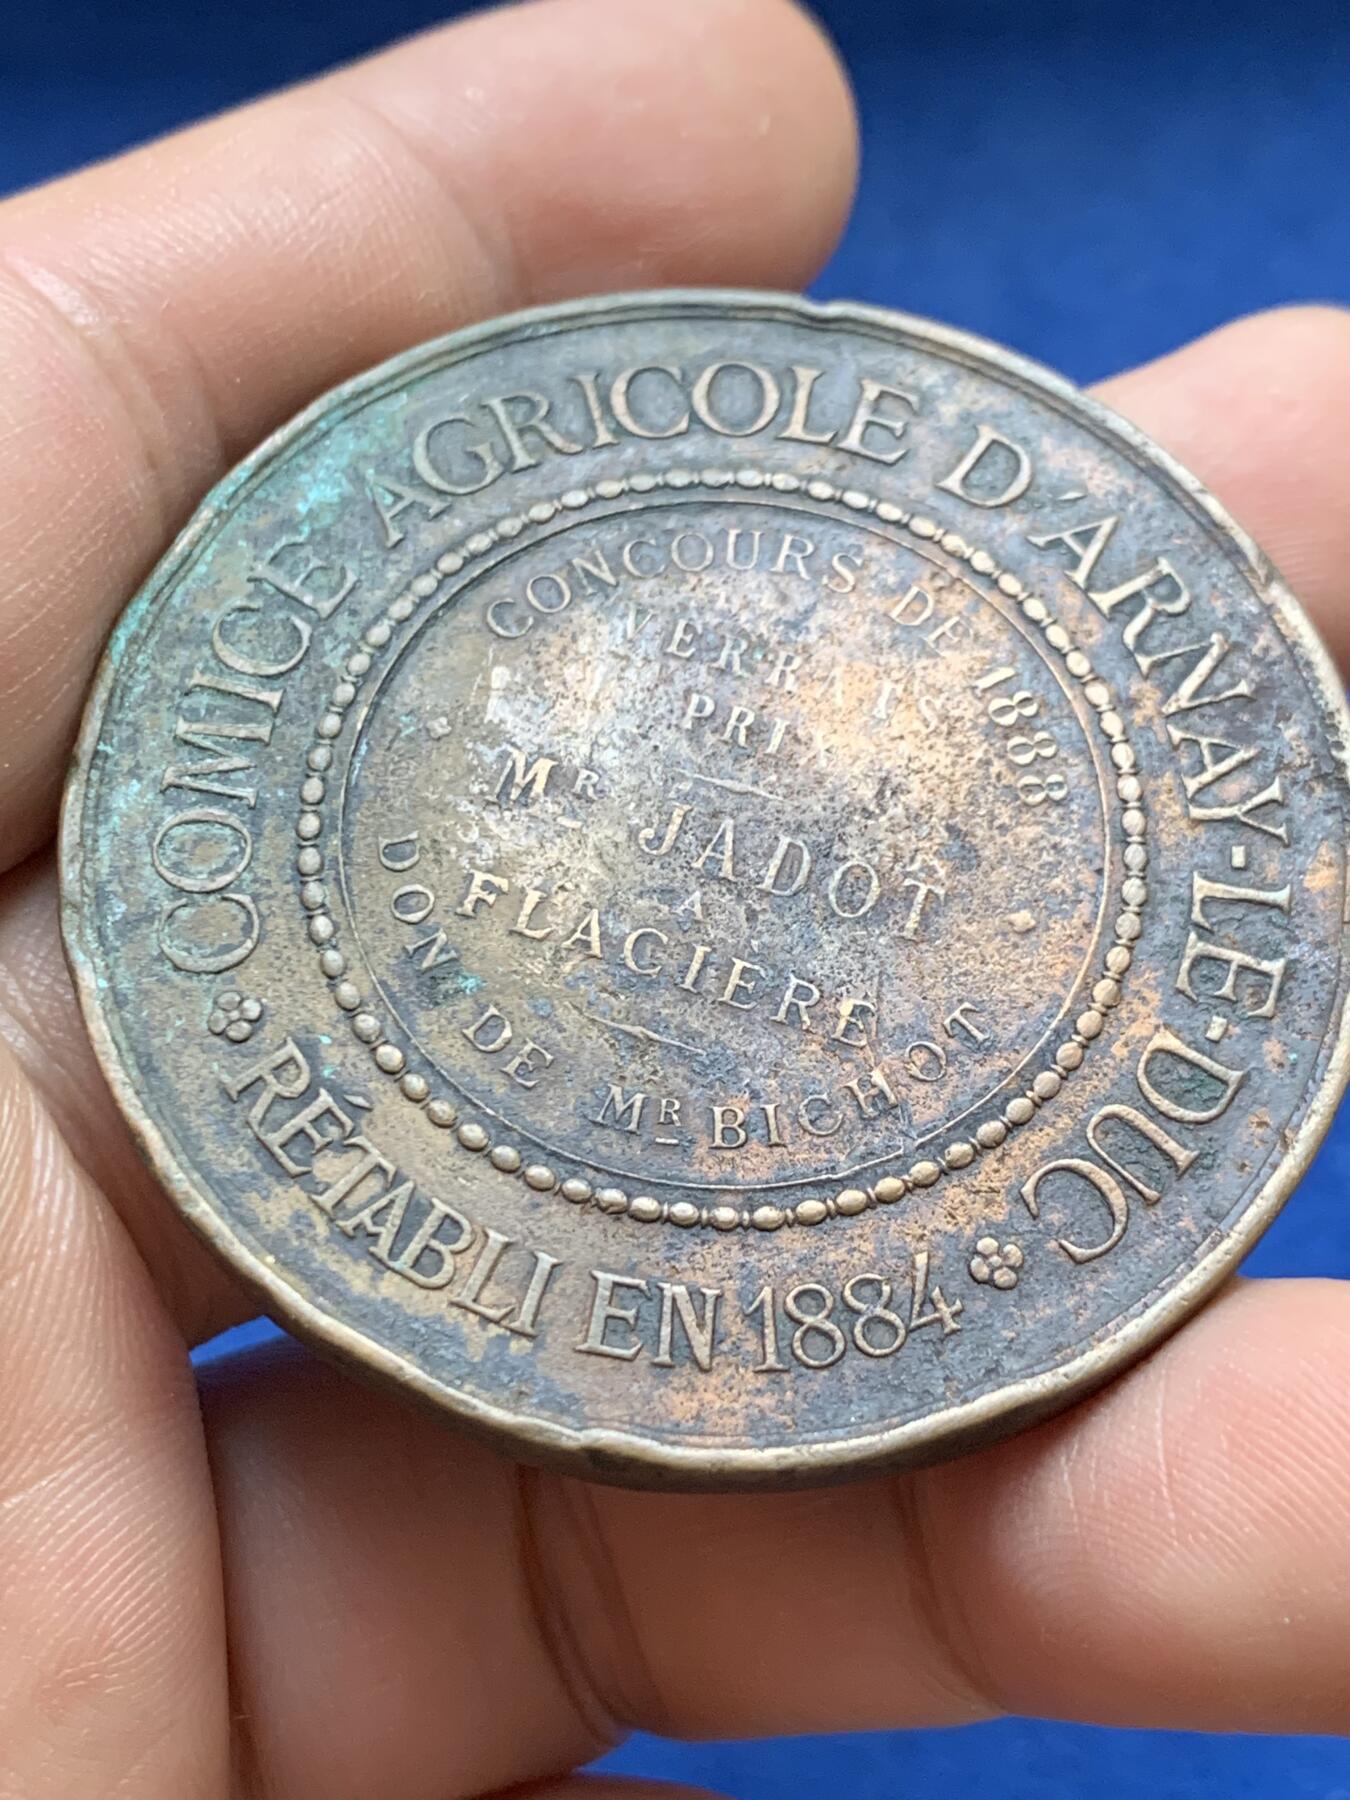 COMICE AGRICOLE D'ARNAY-LE-DUC
RÉTABLI EN 1884
CONCOURS DE 1888
VERRAIS
PRIX
MR JADOT
A
FLACIÈRE
DON DE MR BICHOT